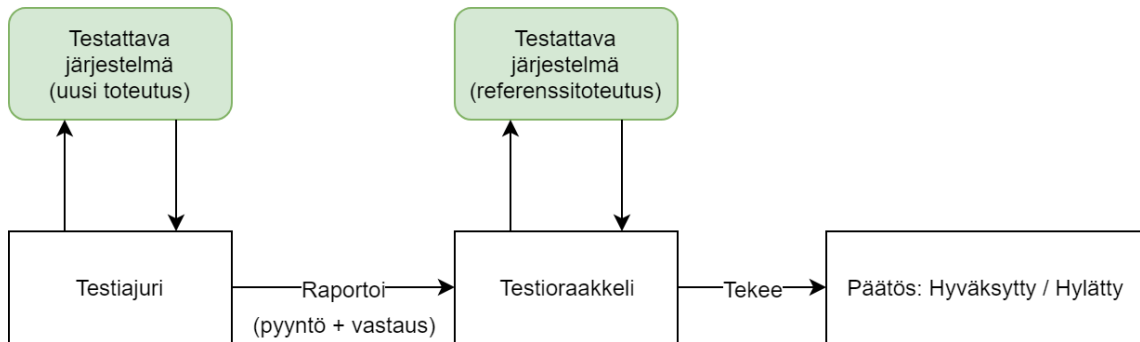 Testattava
järjestelmä
(uusi toteutus)
Testattava
järjestelmä
(referenssitoteutus)
Testiajuri
Raportoi
(pyyntö + vastaus)
Testioraakkeli
Tekee
Päätös: Hyväksytty / Hylätty